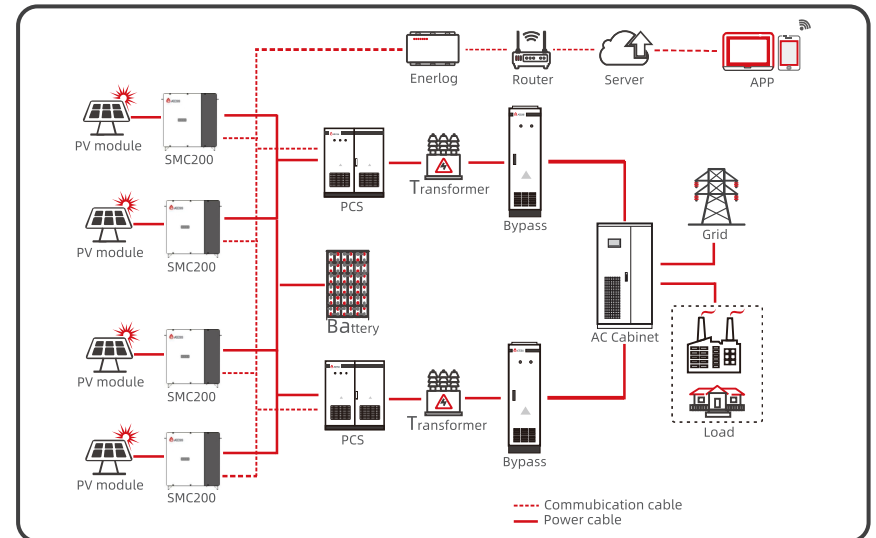 Enerlog
Router
Server
APP
PV module
SMC200
PCS
Transformer
Bypass
Grid
PV module
SMC200
Battery
AC Cabinet
PV module
SMC200
PCS
Transformer
Bypass
Load
PV module
SMC200
Commubication cable
Power cable